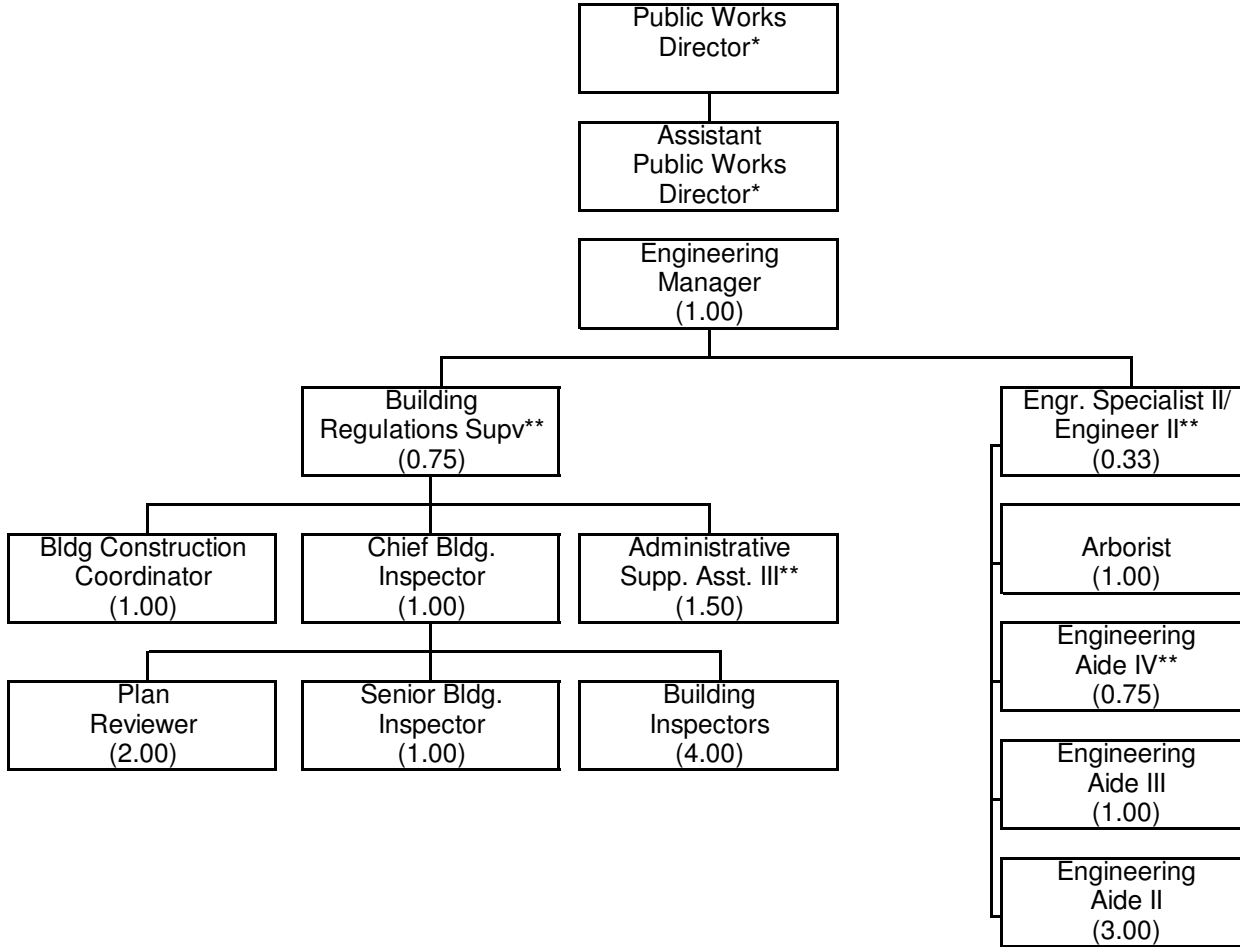 Public Works
Director*
Assistant
Public Works
Director*
Engineering
Manager
(1.00)
Building
Regulations Supv**
(0.75)
Engr. Specialist II/
Engineer II**
(0.33)
Bldg Construction
Coordinator
(1.00)
Chief Bldg.
Inspector
(1.00)
Administrative
Supp. Asst. III**
(1.50)
Arborist
(1.00)
Plan
Reviewer
(2.00)
Senior Bldg.
Inspector
(1.00)
Building
Inspectors
(4.00)
Engineering
Aide IV**
(0.75)
Engineering
Aide III
(1.00)
Engineering
Aide II
(3.00)